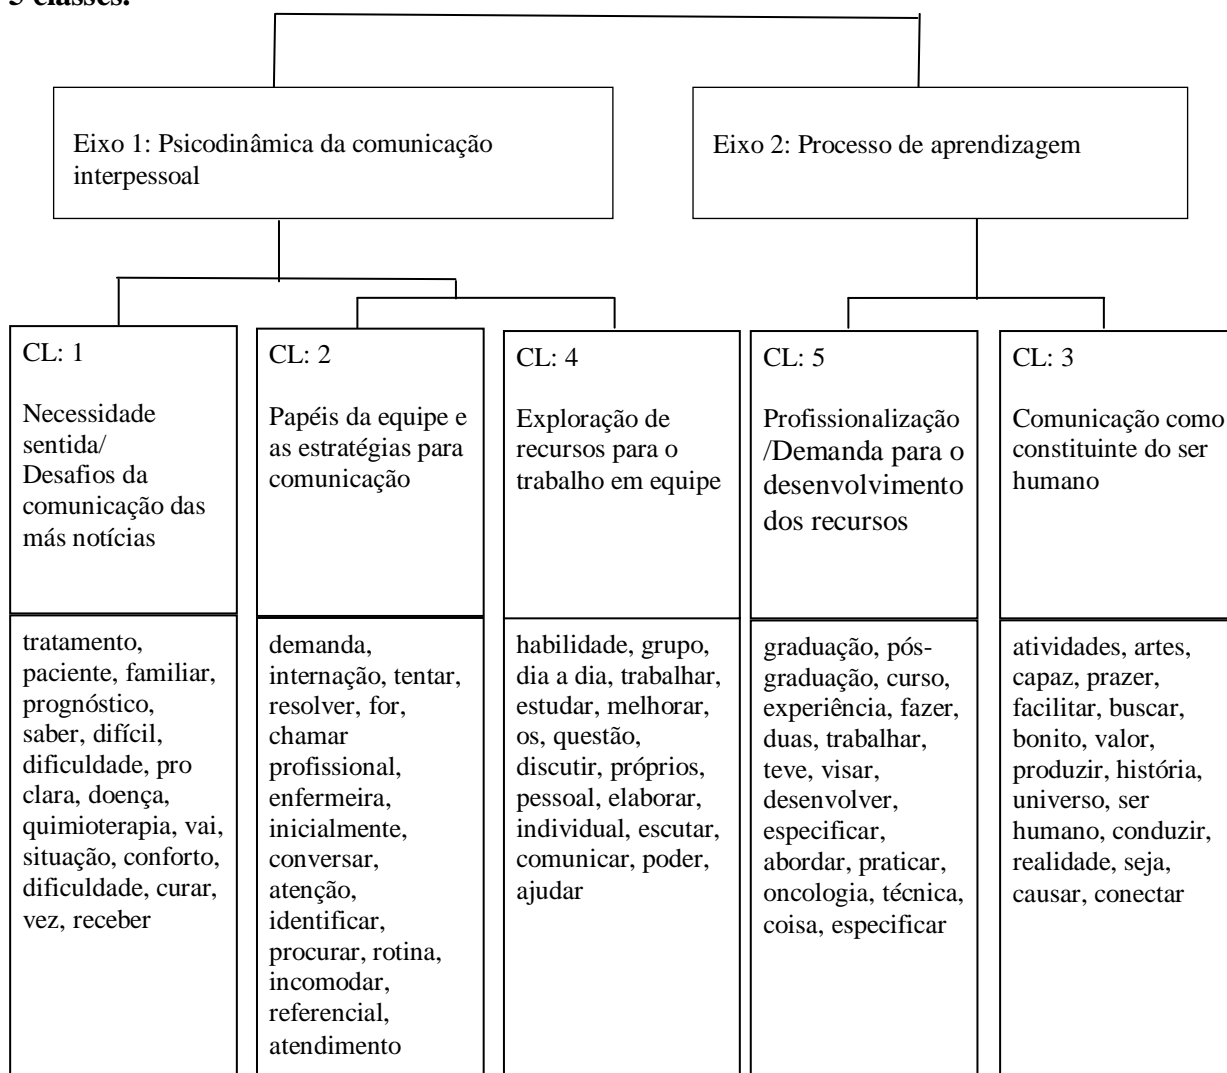 5 classes.
Eixo 1: Psicodinâmica da comunicação
interpessoal
Eixo 2: Processo de aprendizagem
CL: 1
Necessidade
sentida/
Desafios da
comunicação das
más notícias
CL: 2
Papéis da equipe e
as estratégias para
comunicação
CL: 4
Exploração de
recursos para o
trabalho em equipe
CL: 5
Profissionalização
/Demanda para o
desenvolvimento
dos recursos
CL: 3
Comunicação como
constituinte do ser
humano
tratamento,
paciente, familiar,
prognóstico,
saber, difícil,
dificuldade, pro
clara, doença,
quimioterapia, vai,
situação, conforto,
dificuldade, curar,
vez, receber
demanda,
internação, tentar,
resolver, for,
chamar
profissional,
enfermeira,
inicialmente,
conversar,
atenção,
identificar,
procurar, rotina,
incomodar,
referencial,
atendimento
habilidade, grupo,
dia a dia, trabalhar,
estudar, melhorar,
os, questão,
discutir, próprios,
pessoal, elaborar,
individual, escutar,
comunicar, poder,
ajudar
graduação, pós-
graduação, curso,
experiência, fazer,
duas, trabalhar,
teve, visar,
desenvolver,
especificar,
abordar, praticar,
oncologia, técnica,
coisa, especificar
atividades, artes,
capaz, prazer,
facilitar, buscar,
bonito, valor,
produzir, história,
universo, ser
humano, conduzir,
realidade, seja,
causar, conectar